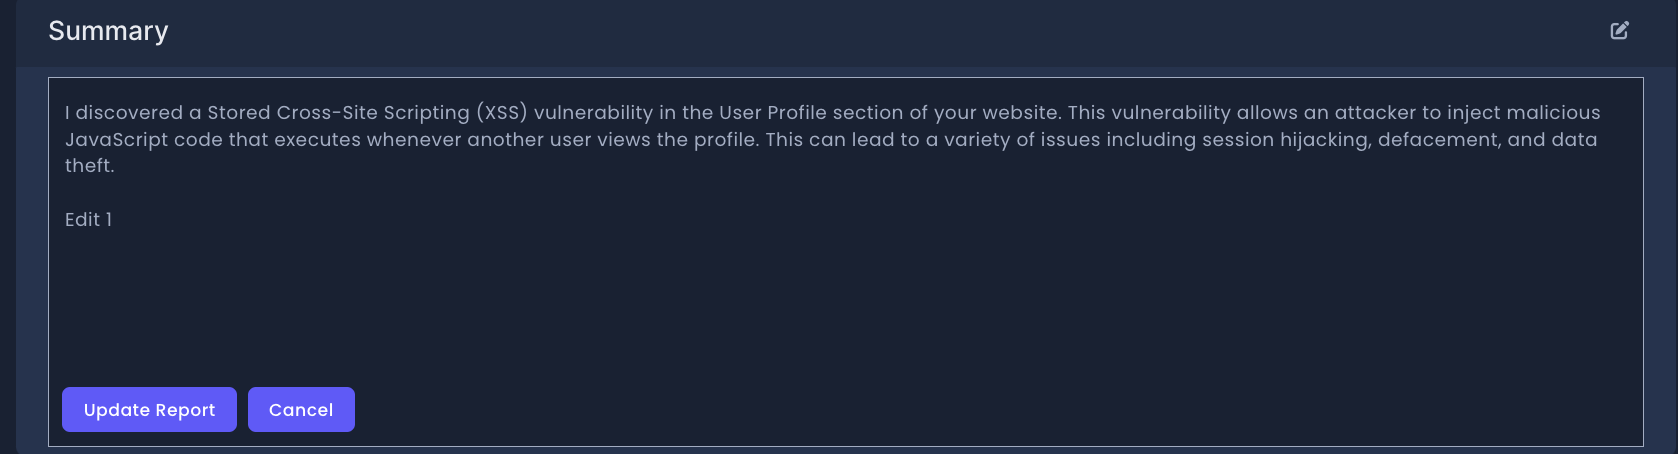 Summary
I discovered a Stored Cross-Site Scripting (XSS) vulnerability in the User Profile section of your website. This vulnerability allows an attacker to inject malicious
JavaScript code that executes whenever another user views the profile. This can lead to a variety of issues including session hijacking, defacement, and data
theft.
Edit 1
Update Report Cancel